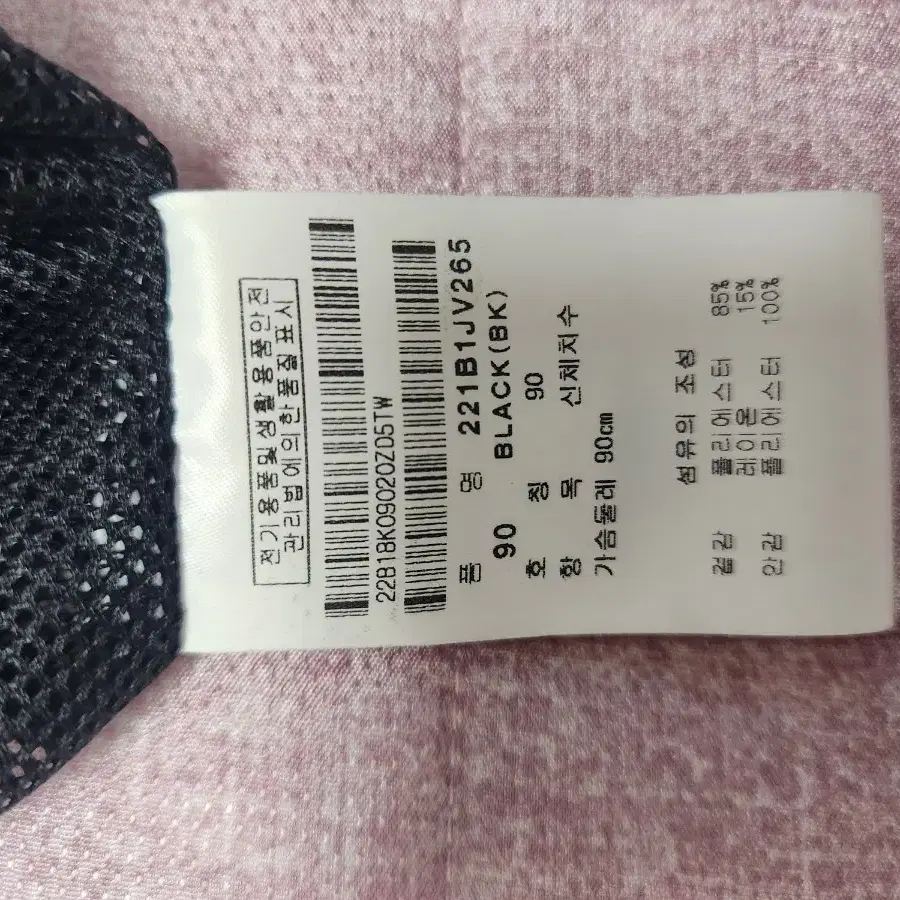 전기용품및생활용품안전
관리법에의한품질표시
22B1BK0902OZD5TW
품 명 221B1JV265
90 BLACK(BK)
호 칭 90
항 목 신체치수
가슴둘레 90cm
섬유의 조성
겉감 폴리에스터 85%
레이온 15%
안감 폴리에스터 100%